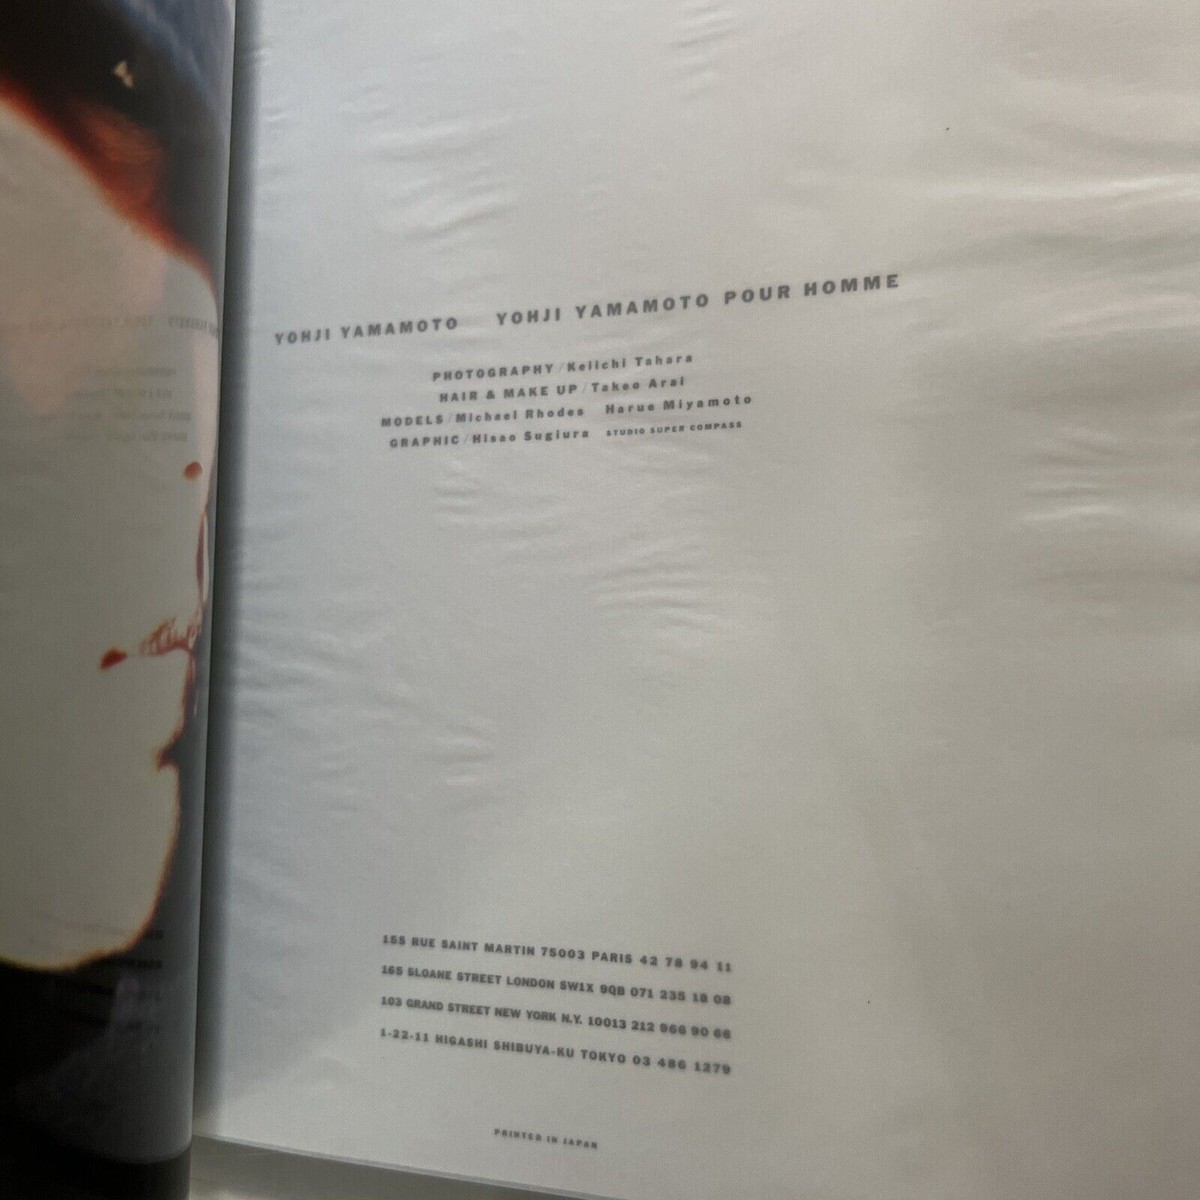 YOHJI YAMAMOTO YOHJI YAMAMOTO POUR HOMME
PHOTOGRAPHY/Keiichi Tahara
HAIR & MAKE UP/Takeo Arai
MODELS/Michael Rhodes Harue Miyamoto
GRAPHIC/Hisao Sugiura STUDIO SUPER COMPASS
155 RUE SAINT MARTIN 75003 PARIS 42 78 94 11
165 SLOANE STREET LONDON SW1X 9QB 071 235 18 08
103 GRAND STREET NEW YORK N.Y. 10013 212 966 90 66
1-22-11 HIGASHI SHIBUYA-KU TOKYO 03 486 1279
PRINTED IN JAPAN